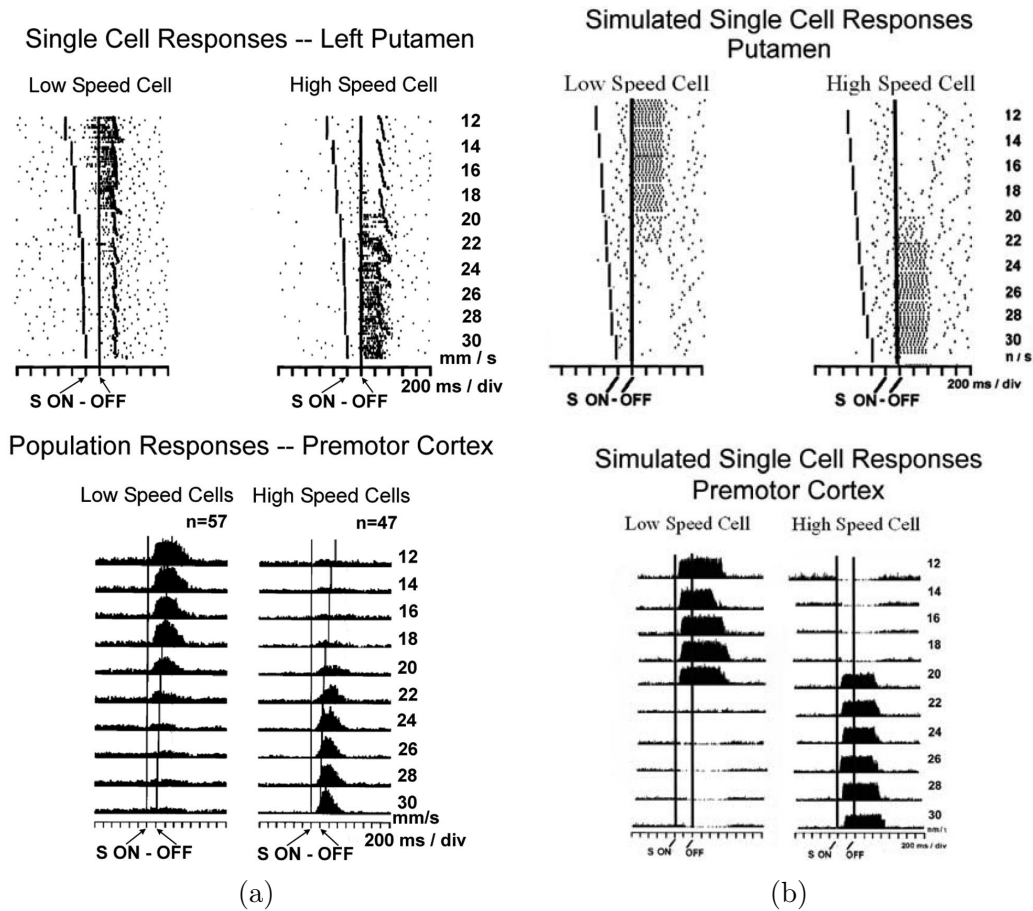 Single Cell Responses -- Left Putamen
Low Speed Cell
High Speed Cell
12
14
16
18
20
22
24
26
28
30
mm / s
S ON - OFF
200 ms / div
S ON - OFF
Population Responses -- Premotor Cortex
Low Speed Cells
High Speed Cells
n=57
n=47
12
14
16
18
20
22
24
26
28
30
mm/s
S ON - OFF
200 ms / div
S ON - OFF
(a)
Simulated Single Cell Responses
Putamen
Low Speed Cell
High Speed Cell
12
14
16
18
20
22
24
26
28
30
n / s
S ON-OFF
200 ms / div
S ON-OFF
Simulated Single Cell Responses
Premotor Cortex
Low Speed Cell
High Speed Cell
12
14
16
18
20
22
24
26
28
30
S ON OFF
200 ms / div
S ON OFF
(b)